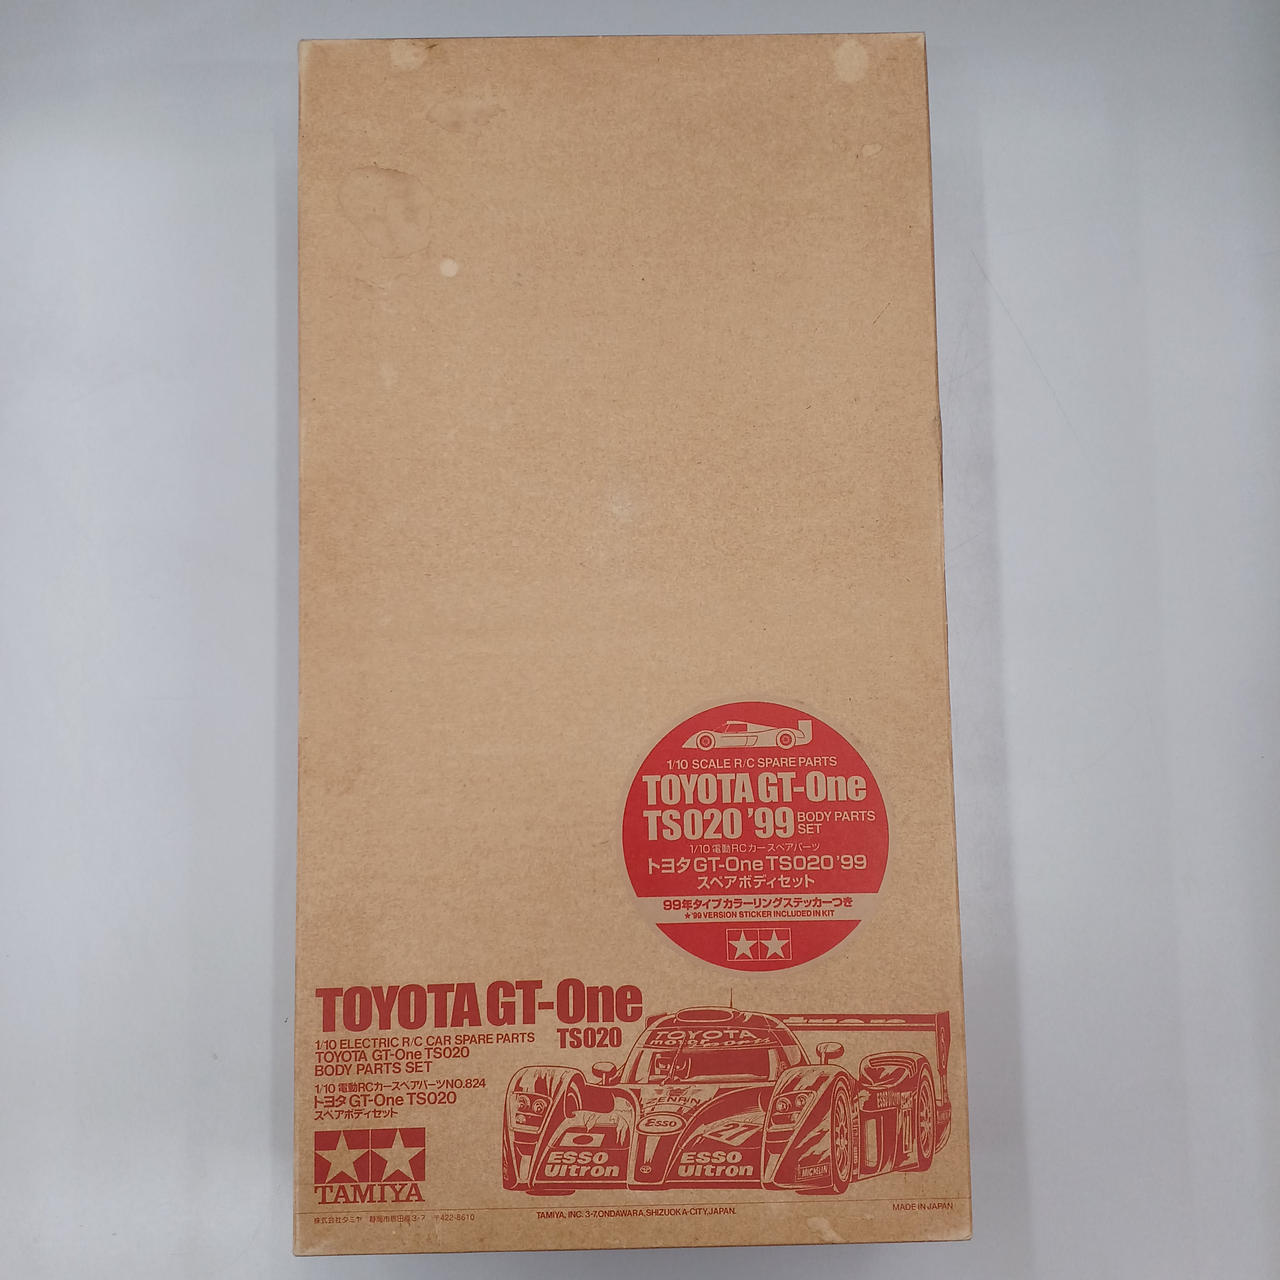 1/10 SCALE R/C SPARE PARTS
TOYOTA GT-One
TS020 '99 BODY PARTS SET
1/10 電動RCカースペアパーツ
トヨタ GT-One TS020 '99
スペアボディセット
99年タイプカラーリングステッカーつき
★'99 VERSION STICKER INCLUDED IN KIT
TOYOTA GT-One
TS020
1/10 ELECTRIC R/C CAR SPARE PARTS
TOYOTA GT-One TS020
BODY PARTS SET
1/10 電動RCカースペアパーツNO.824
トヨタ GT-One TS020
スペアボディセット
TAMIYA
TOYOTA
motor sports
ZENRIN
Esso
27
ESSO
Ultron
ESSO
Ultron
MICHELIN
27
株式会社タミヤ 静岡市恩田原3-7 〒422-8610
TAMIYA, INC. 3-7, ONDAWARA, SHIZUOKA-CITY, JAPAN.
MADE IN JAPAN